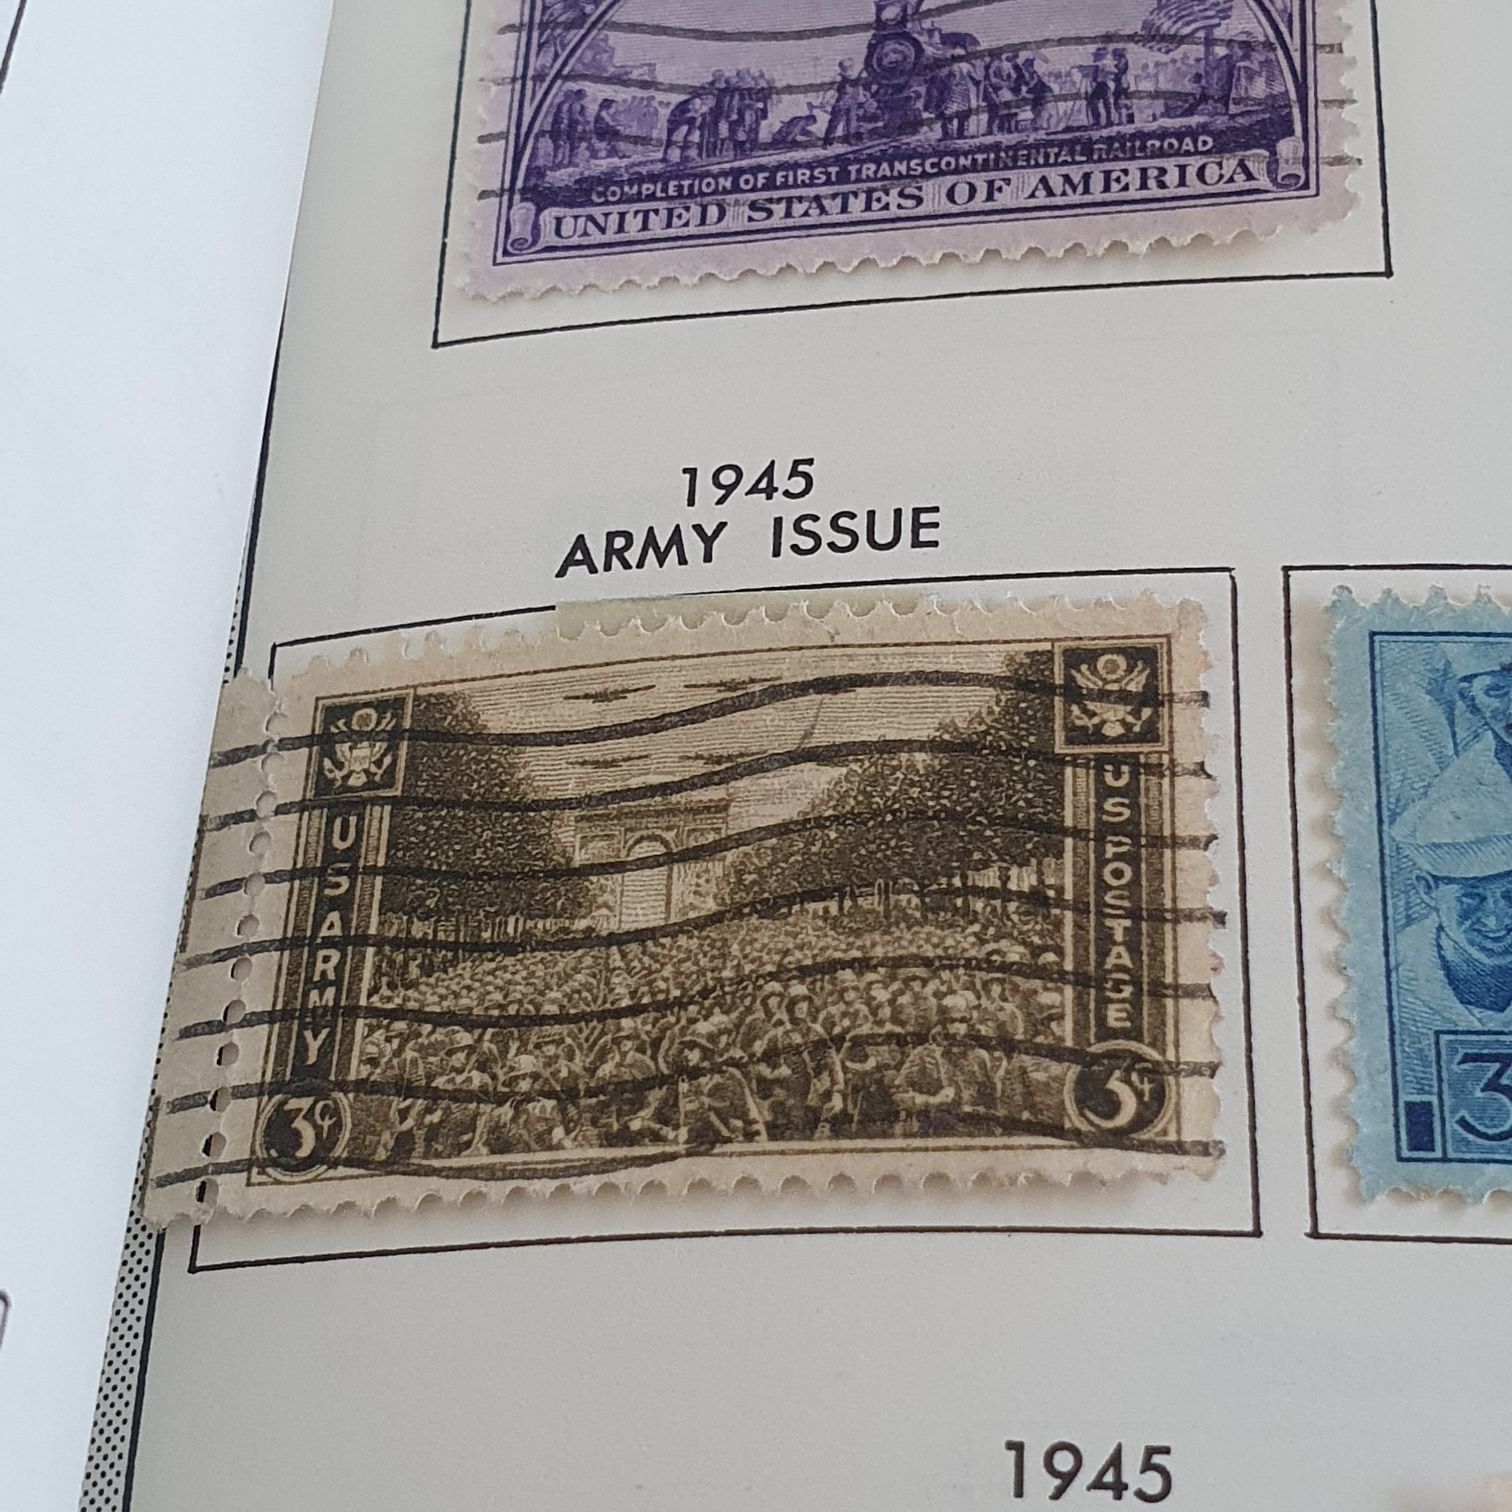 COMPLETION OF FIRST TRANSCONTINENTAL RAILROAD
UNITED STATES OF AMERICA
1945
ARMY ISSUE
US ARMY
3¢
US POSTAGE
3¢
3
1945